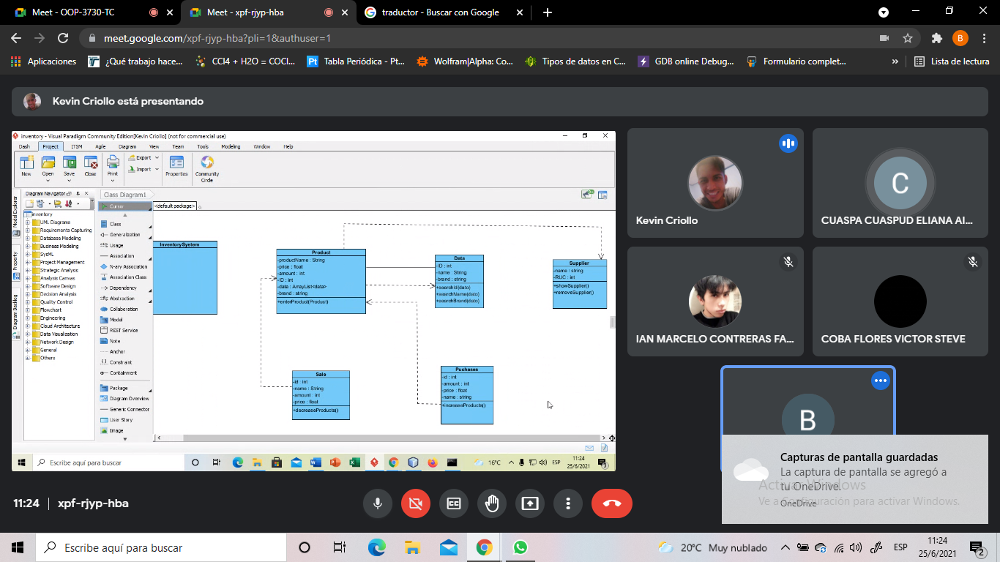 Meet - OOP-3730-TC
Meet - xpf-rjyp-hba
traductor - Buscar con Google
meet.google.com/xpf-rjyp-hba?pli=1&authuser=1
B
Aplicaciones
¿Qué trabajo hace...
CCl4 + H2O = COCl...
Pt
Tabla Periódica - Pt...
Wolfram|Alpha: Co...
Tipos de datos en C...
GDB online Debug...
Formulario complet...
»
Lista de lectura
Kevin Criollo está presentando
inventory - Visual Paradigm Community Edition[Kevin Criollo] (not for commercial use)
Dash Project ITSM Agile Diagram View Team Tools Modeling Window Help
New Open Save Close Print
Export
Import
Properties
Community Circle
Diagram Navigator
Model Explorer
Property
Diagram Backlog
inventory
UML Diagrams
Requirements Capturing
Database Modeling
Business Modeling
SysML
Project Management
Strategic Analysis
Analysis Canvas
Software Design
Decision Analysis
Quality Control
Flowchart
Engineering
Cloud Architecture
Data Visualization
Network Design
General
Others
Class Diagram1
Cursor
Class
Generalization
Usage
Association
N-ary Association
Association Class
Dependency
Abstraction
Collaboration
Model
REST Service
Note
Anchor
Constraint
Containment
Package
Diagram Overview
Generic Connector
User Story
Image
<default package>
InventorySystem
Product
-productName : String
-price : float
-amount : int
-ID : int
-data : ArrayList<data>
-brand : string
+enterProduct(Product)
Data
-ID : int
-name : String
-brand : string
+searchId(dato)
+searchName(dato)
+searchBrand(dato)
Supplier
-name : string
-RUC : int
+showSupplier()
+removeSupplier()
Sale
-id : int
-name : String
-amount : int
-price : float
+decreaseProducts()
Puchases
-id : int
-amount : int
-price : float
-name : string
+increaseProducts()
Escribe aquí para buscar
16°C
ESP
11:24
25/6/2021
3
Kevin Criollo
C
CUASPA CUASPUD ELIANA AI...
IAN MARCELO CONTRERAS FA...
COBA FLORES VICTOR STEVE
B
Capturas de pantalla guardadas
La captura de pantalla se agregó a
tu OneDrive.
OneDrive
Activar Windows
Ve a Configuración para activar Windows.
11:24 | xpf-rjyp-hba
Escribe aquí para buscar
20°C Muy nublado
ESP
11:24
25/6/2021
2